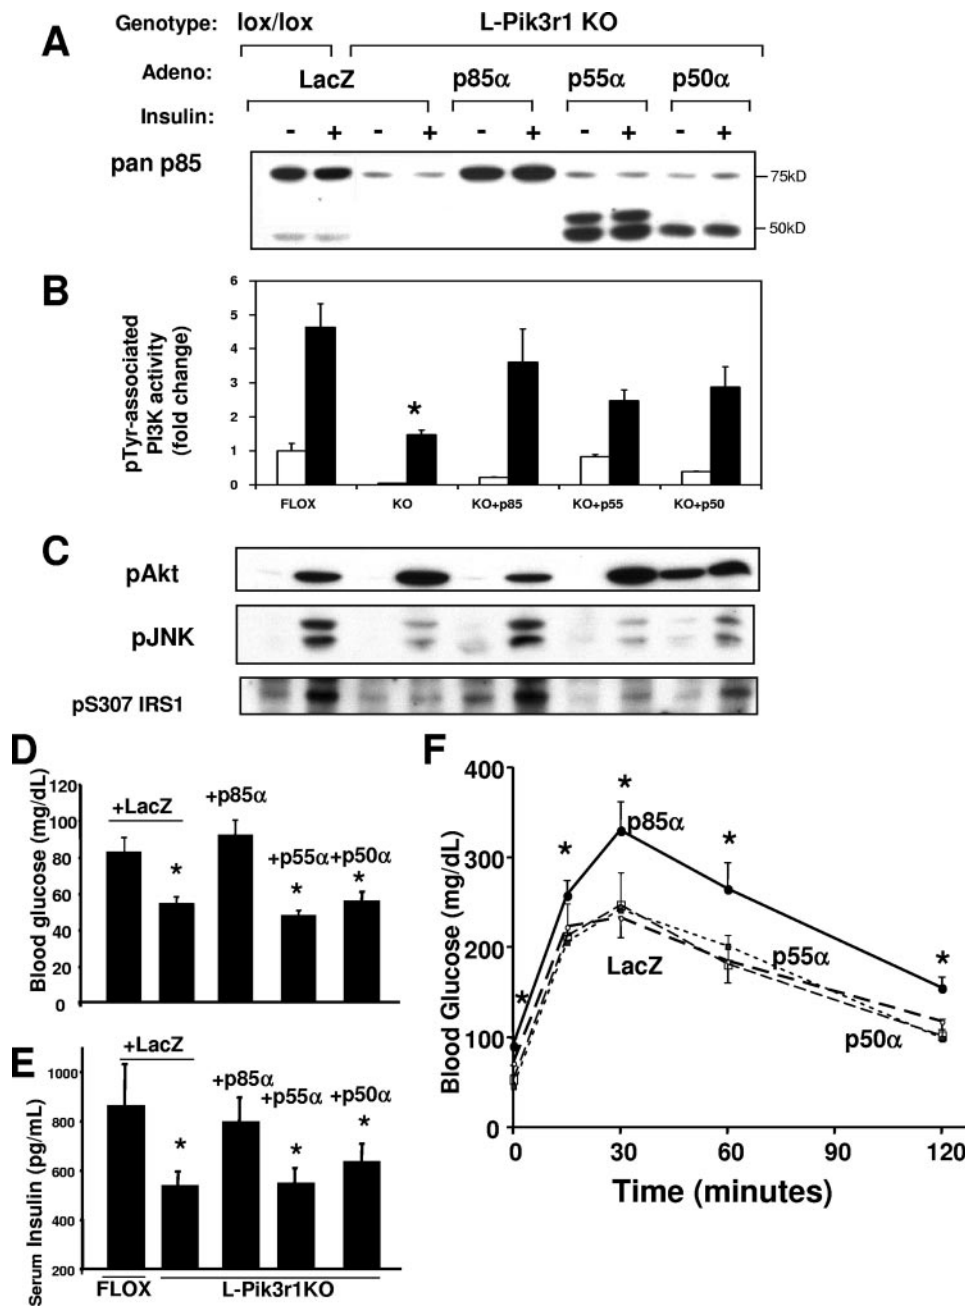 A
Genotype: lox/lox L-Pik3r1 KO
Adeno: LacZ p85α p55α p50α
Insulin: - + - + - + - + - +
pan p85
75kD
50kD
B
pTyr-associated
PI3K activity
(fold change)
6
5
4
3
2
1
0
FLOX KO KO+p85 KO+p55 KO+p50
*
C
pAkt
pJNK
pS307 IRS1
D
Blood glucose (mg/dL)
120
100
80
60
40
20
0
+LacZ
+p85α
+p55α +p50α
* * *
E
Serum Insulin (pg/mL)
1000
800
600
400
200
+LacZ
+p85α
+p55α
+p50α
* * *
FLOX L-Pik3r1KO
F
Blood Glucose (mg/dL)
400
300
200
100
0
* * * * *
p85α
LacZ
p55α
p50α
0 30 60 90 120
Time (minutes)